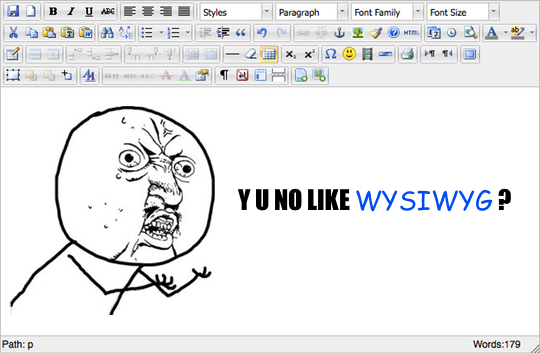 B I U ABC Styles Paragraph Font Family Font Size
HTML
Y U NO LIKE WYSIWYG ?
Path: p Words:179